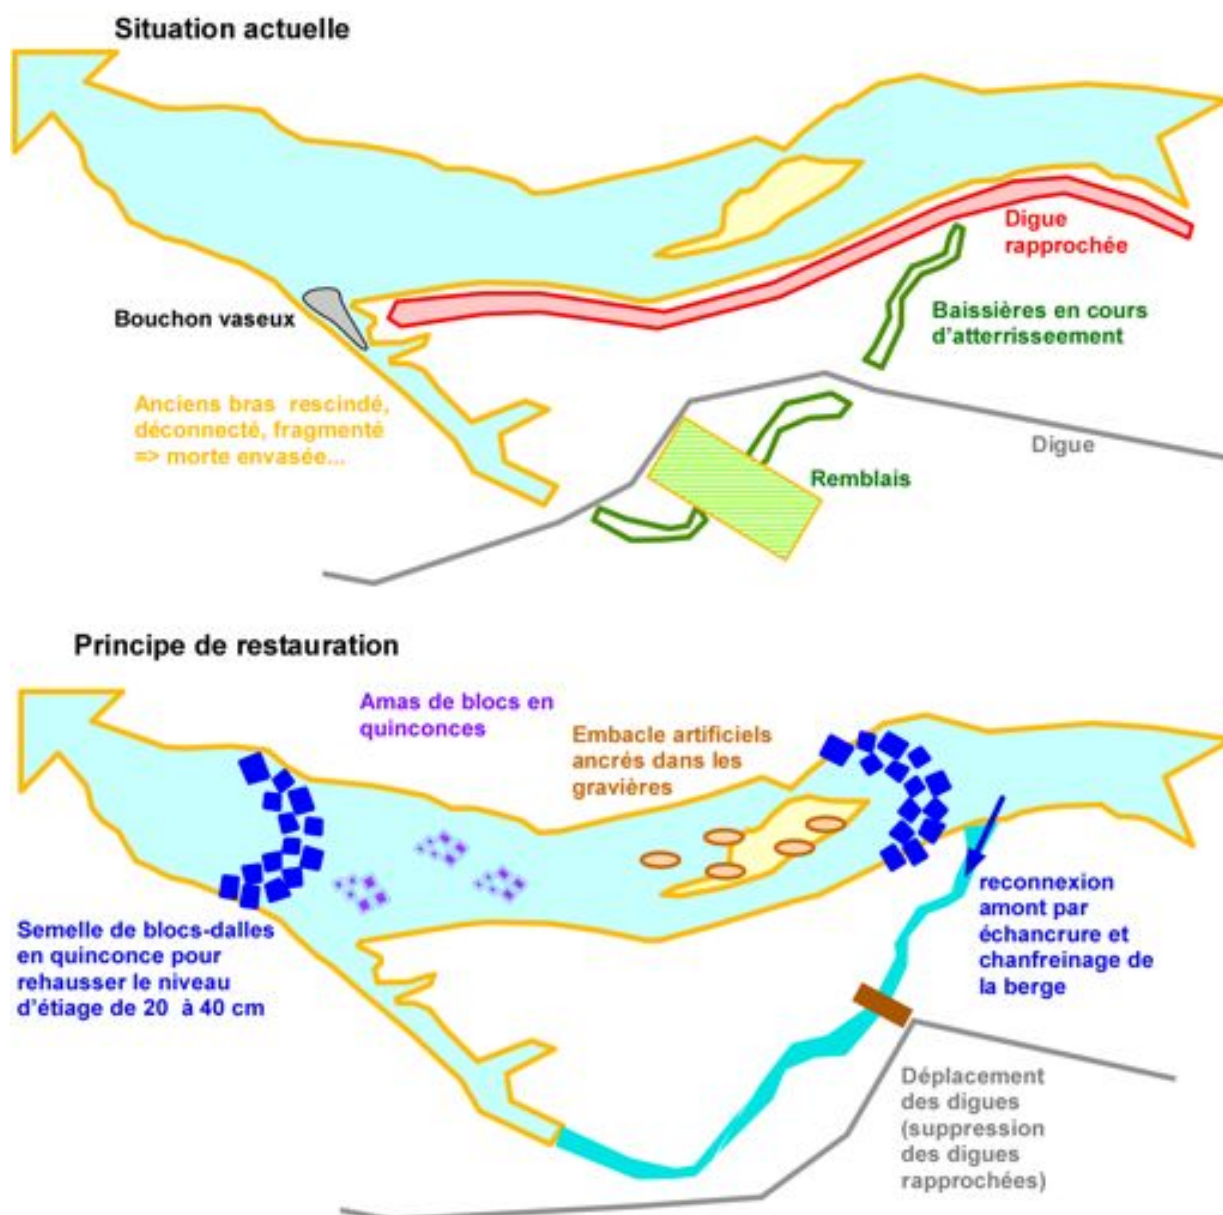 Situation actuelle
Digue
rapprochée
Bouchon vaseux
Baissières en cours
d'atterrisseement
Anciens bras rescindé,
déconnecté, fragmenté
=> morte envasée...
Digue
Remblais
Principe de restauration
Amas de blocs en
quinconces
Embacle artificiels
ancrés dans les
gravières
Semelle de blocs-dalles
en quinconce pour
rehausser le niveau
d'étiage de 20 à 40 cm
reconnexion
amont par
échancrure et
chanfreinage de
la berge
Déplacement
des digues
(suppression
des digues
rapprochées)